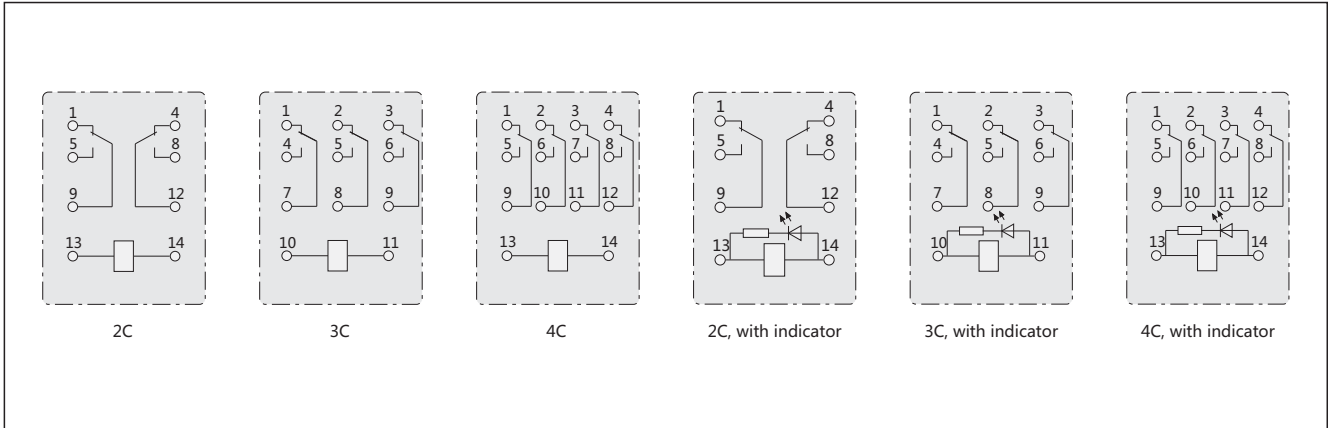 1 4
5 8
9 12
13 14
2C
1 2 3
4 5 6
7 8 9
10 11
3C
1 2 3 4
5 6 7 8
9 10 11 12
13 14
4C
1 4
5 8
9 12
13 14
2C, with indicator
1 2 3
4 5 6
7 8 9
10 11
3C, with indicator
1 2 3 4
5 6 7 8
9 10 11 12
13 14
4C, with indicator